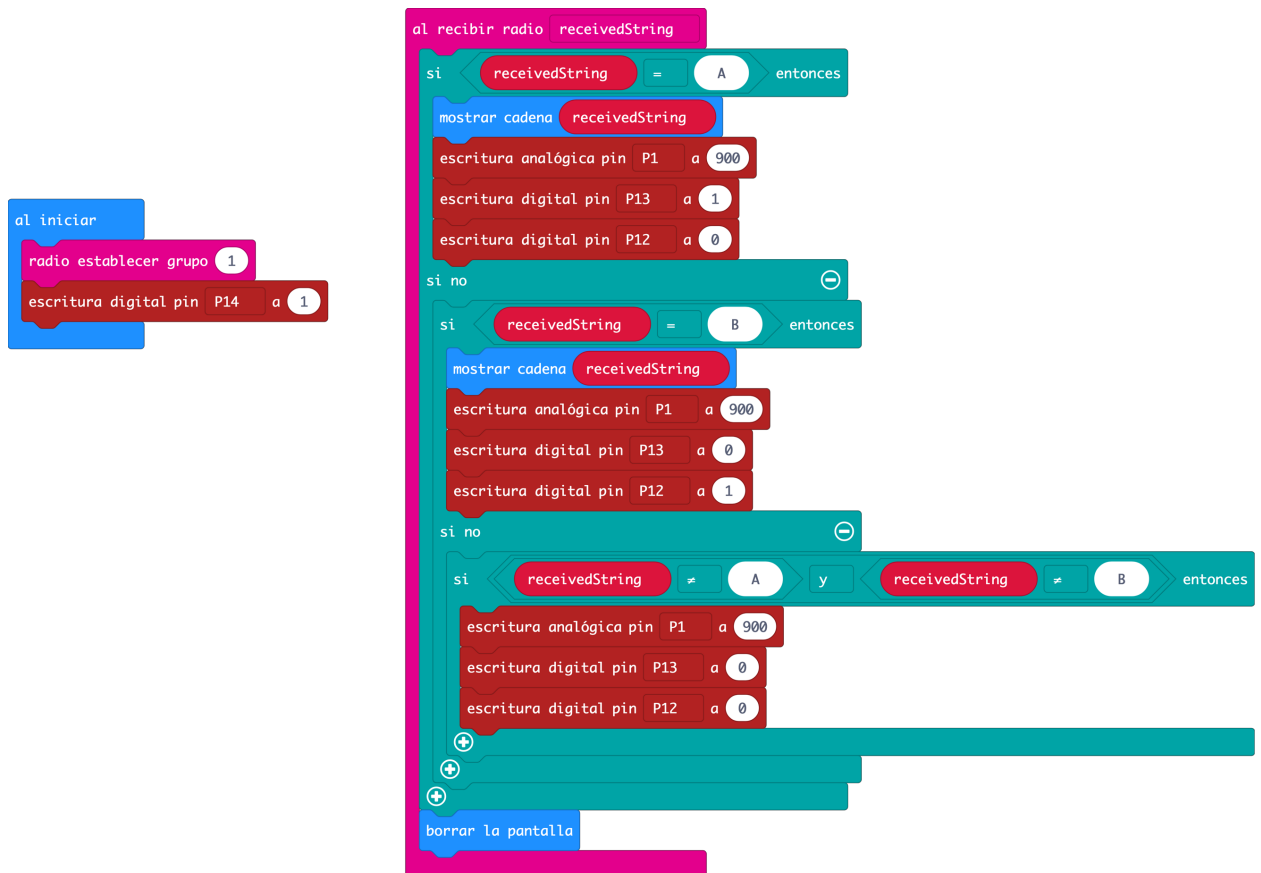 al iniciar
radio establecer grupo 1
escritura digital pin P14 a 1
al recibir radio receivedString
si receivedString = A entonces
mostrar cadena receivedString
escritura analógica pin P1 a 900
escritura digital pin P13 a 1
escritura digital pin P12 a 0
si no
si receivedString = B entonces
mostrar cadena receivedString
escritura analógica pin P1 a 900
escritura digital pin P13 a 0
escritura digital pin P12 a 1
si no
si receivedString ≠ A y receivedString ≠ B entonces
escritura analógica pin P1 a 900
escritura digital pin P13 a 0
escritura digital pin P12 a 0
borrar la pantalla